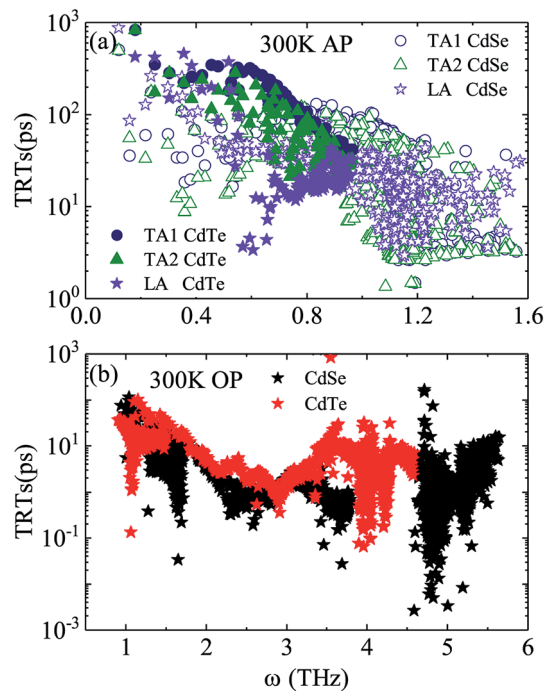 (a)
300K AP
TA1 CdSe
TA2 CdSe
LA CdSe
TA1 CdTe
TA2 CdTe
LA CdTe
TRTs(ps)
10³
10²
10¹
10⁰
0.0 0.4 0.8 1.2 1.6
(b)
300K OP
CdSe
CdTe
TRTs(ps)
10³
10¹
10⁻¹
10⁻³
1 2 3 4 5 6
ω (THz)